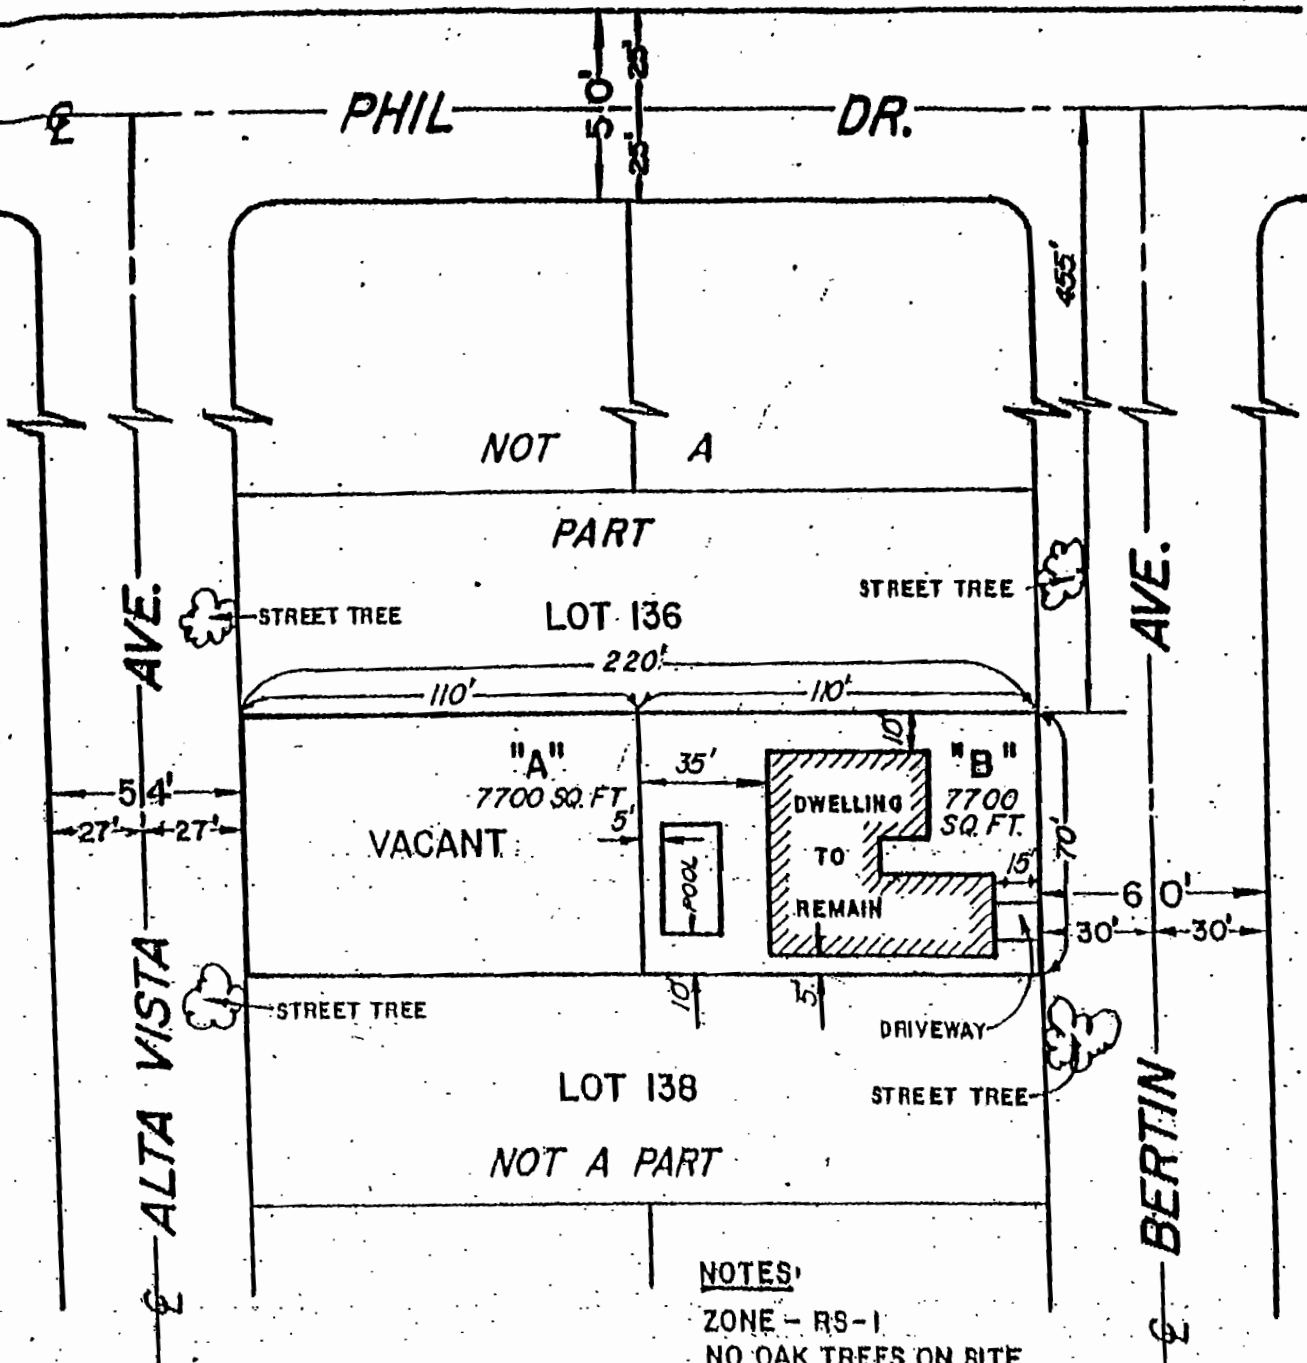 ℄ PHIL DR.
50'
25'
25'
455'
NOT A
PART
STREET TREE
STREET TREE
LOT 136
220'
110' 110'
"A"
7700 SQ. FT.
VACANT
35'
5'
10'
"B"
7700
SQ. FT.
DWELLING
TO
REMAIN
POOL
15'
70'
54'
27' 27'
60'
30' 30'
10'
5'
STREET TREE
DRIVEWAY
STREET TREE
LOT 138
NOT A PART
℄ ALTA VISTA AVE.
℄ BERTIN AVE.
NOTES:
ZONE - RS-1
NO OAK TREES ON SITE